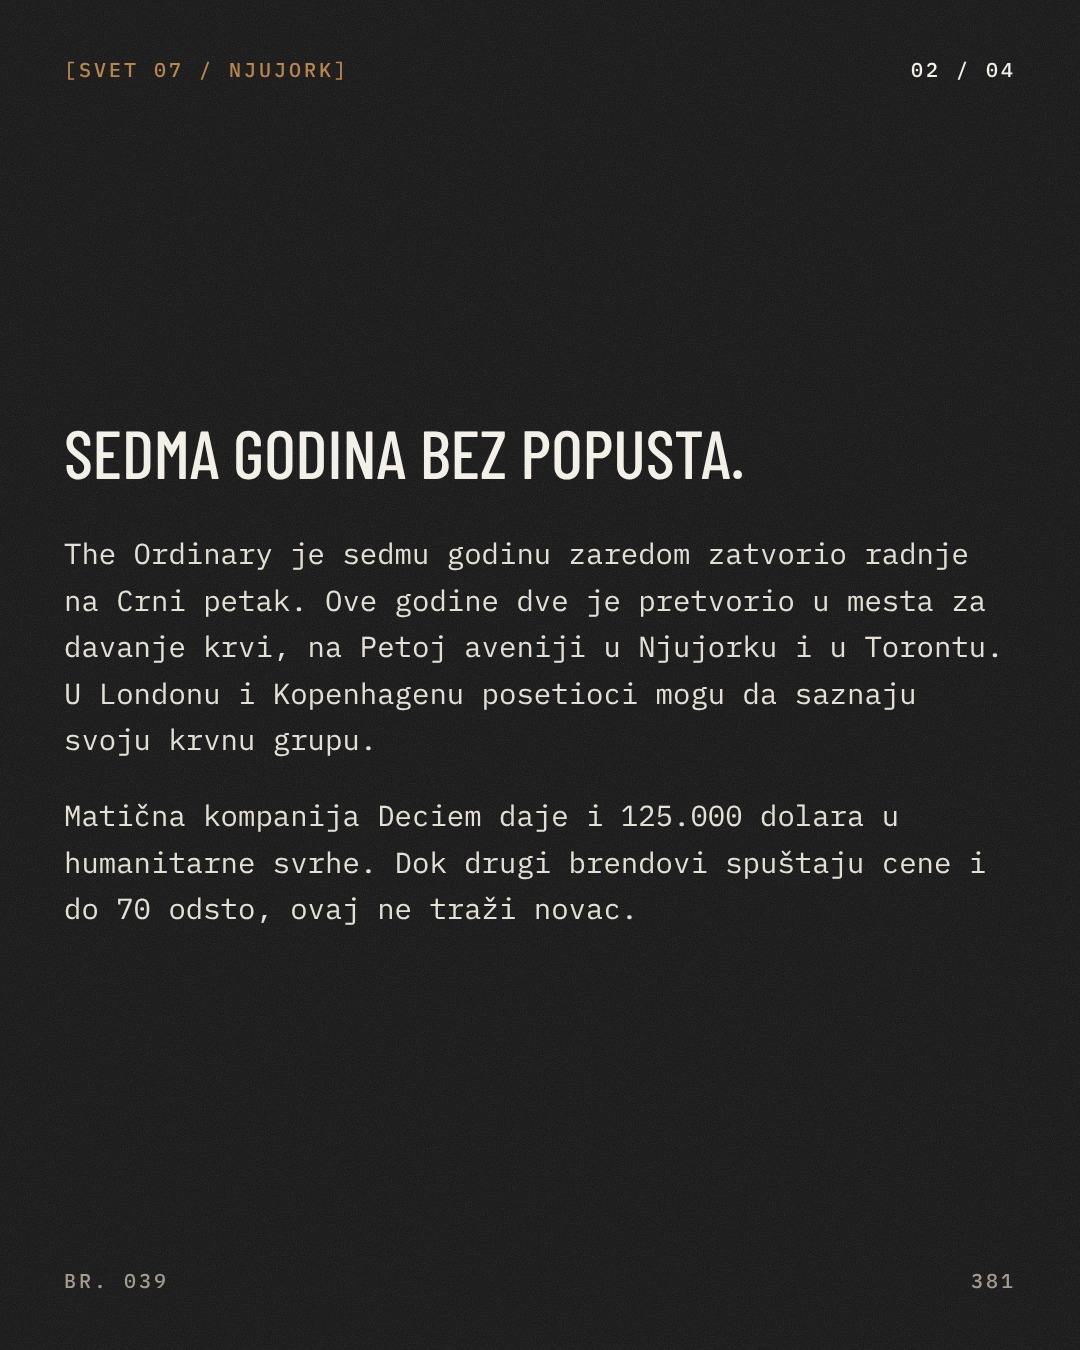 [SVET 07 / NJUJORK]
02 / 04
SEDMA GODINA BEZ POPUSTA.
The Ordinary je sedmu godinu zaredom zatvorio radnje
na Crni petak. Ove godine dve je pretvorio u mesta za
davanje krvi, na Petoj aveniji u Njujorku i u Torontu.
U Londonu i Kopenhagenu posetioci mogu da saznaju
svoju krvnu grupu.
Matična kompanija Deciem daje i 125.000 dolara u
humanitarne svrhe. Dok drugi brendovi spuštaju cene i
do 70 odsto, ovaj ne traži novac.
BR. 039
381